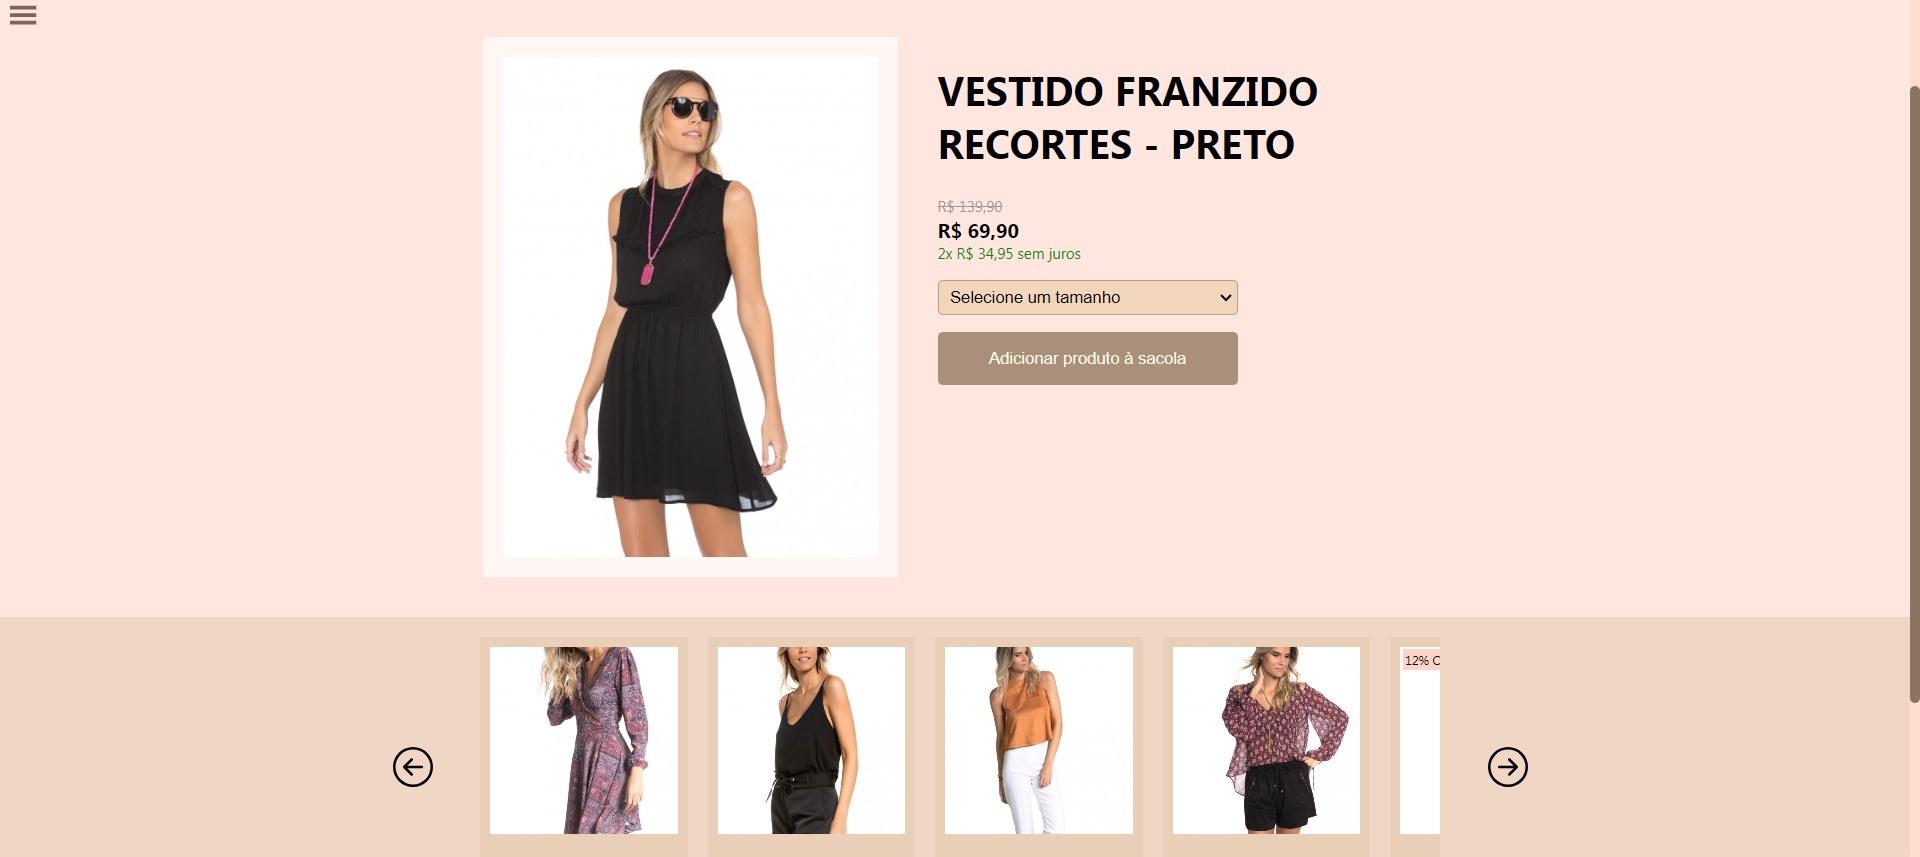 VESTIDO FRANZIDO
RECORTES - PRETO
R$ 139,90
R$ 69,90
2x R$ 34,95 sem juros
Selecione um tamanho
Adicionar produto à sacola
12%